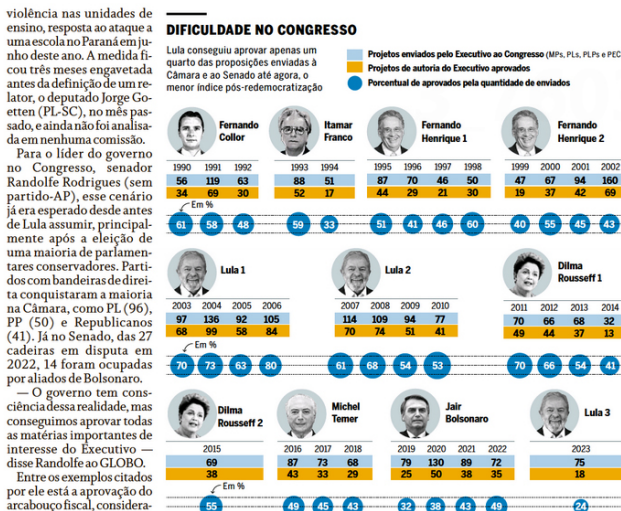 violência nas unidades de
ensino, resposta ao ataque a
uma escola no Paraná em ju-
nho deste ano. A medida fi-
cou três meses engavetada
antes da definição de um re-
lator, o deputado Jorge Go-
etten (PL-SC), no mês pas-
sado, e ainda não foi analisa-
da em nenhuma comissão.
Para o líder do governo
no Congresso, senador
Randolfe Rodrigues (sem
partido-AP), esse cenário
já era esperado desde antes
de Lula assumir, principal-
mente após a eleição de
uma maioria de parlamen-
tares conservadores. Parti-
dos com bandeiras de direi-
ta conquistaram a maioria
na Câmara, como PL (96),
PP (50) e Republicanos
(41). Já no Senado, das 27
cadeiras em disputa em
2022, 14 foram ocupadas
por aliados de Bolsonaro.
— O governo tem cons-
ciência dessa realidade, mas
conseguimos aprovar todas
as matérias importantes de
interesse do Executivo —
disse Randolfe ao GLOBO.
Entre os exemplos citados
por ele está a aprovação do
arcabouço fiscal, considera-
DIFICULDADE NO CONGRESSO
Lula conseguiu aprovar apenas um
quarto das proposições enviadas à
Câmara e ao Senado até agora, o
menor índice pós-redemocratização
Projetos enviados pelo Executivo ao Congresso (MPs, PLs, PLPs e PEC
Projetos de autoria do Executivo aprovados
Porcentual de aprovados pela quantidade de enviados
Fernando
Collor
1990 1991 1992
56 119 63
34 69 30
Em %
61 58 48
Itamar
Franco
1993 1994
88 51
52 17
59 33
Fernando
Henrique 1
1995 1996 1997 1998
87 70 46 50
44 29 21 30
51 41 46 60
Fernando
Henrique 2
1999 2000 2001 2002
47 67 94 160
19 37 42 69
40 55 45 43
Lula 1
2003 2004 2005 2006
97 136 92 105
68 99 58 84
Em %
70 73 63 80
Lula 2
2007 2008 2009 2010
114 109 94 77
70 74 51 41
61 68 54 53
Dilma
Rousseff 1
2011 2012 2013 2014
70 66 68 32
49 44 37 13
70 66 54 41
Dilma
Rousseff 2
2015
69
38
Em %
55
Michel
Temer
2016 2017 2018
87 73 68
43 33 29
49 45 43
Jair
Bolsonaro
2019 2020 2021 2022
79 130 89 72
25 50 38 35
32 38 43 49
Lula 3
2023
75
18
24